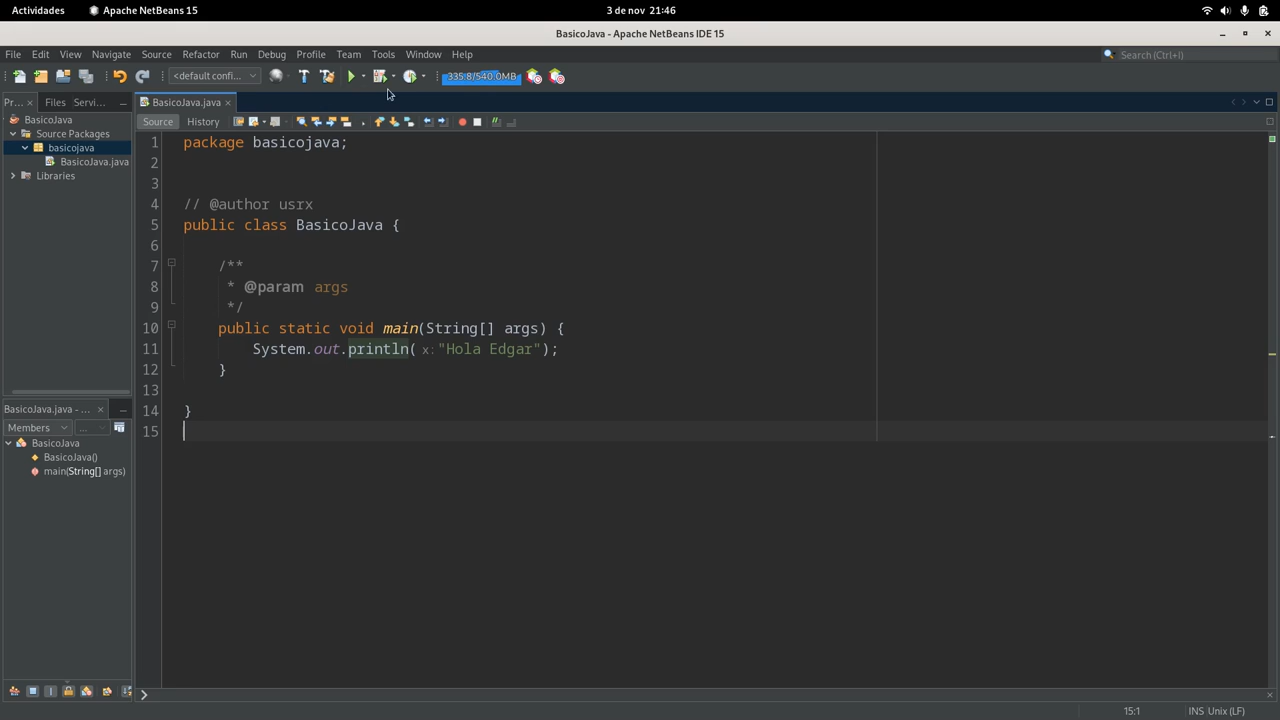 Actividades Apache NetBeans 15 3 de nov 21:46
BasicoJava - Apache NetBeans IDE 15
File Edit View Navigate Source Refactor Run Debug Profile Team Tools Window Help Search (Ctrl+I)
<default confi... 335.8/540.0MB
Pr... Files Servi... BasicoJava.java
Source History
BasicoJava
Source Packages
basicojava
BasicoJava.java
Libraries
1 package basicojava;
2
3
4 // @author usrx
5 public class BasicoJava {
6
7 /**
8 * @param args
9 */
10 public static void main(String[] args) {
11 System.out.println( x: "Hola Edgar");
12 }
13
14 }
15
BasicoJava.java - ...
Members ...
BasicoJava
BasicoJava()
main(String[] args)
15:1 INS Unix (LF)